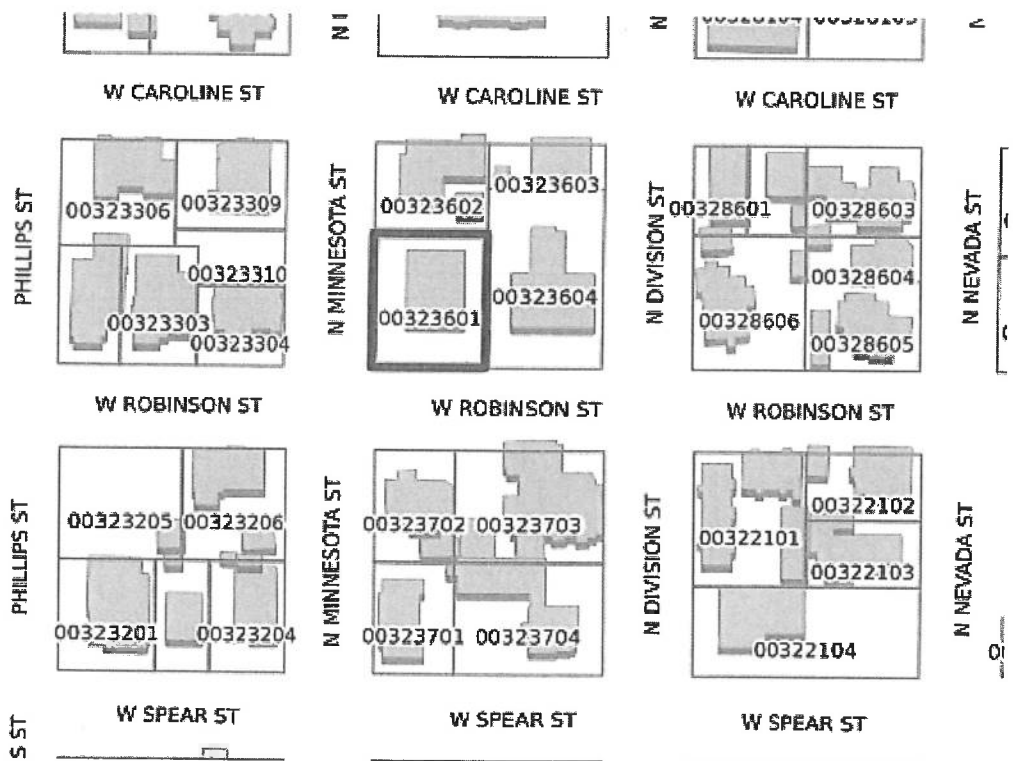 00328104
W CAROLINE ST
W CAROLINE ST
W CAROLINE ST
PHILLIPS ST
N MINNESOTA ST
N DIVISION ST
N NEVADA ST
00323306
00323309
00323310
00323303
00323304
00323602
00323603
00323601
00323604
00328601
00328603
00328604
00328606
00328605
W ROBINSON ST
W ROBINSON ST
W ROBINSON ST
PHILLIPS ST
N MINNESOTA ST
N DIVISION ST
N NEVADA ST
00323205
00323206
00323201
00323204
00323702
00323703
00323701
00323704
00322102
00322101
00322103
00322104
W SPEAR ST
W SPEAR ST
W SPEAR ST
S ST